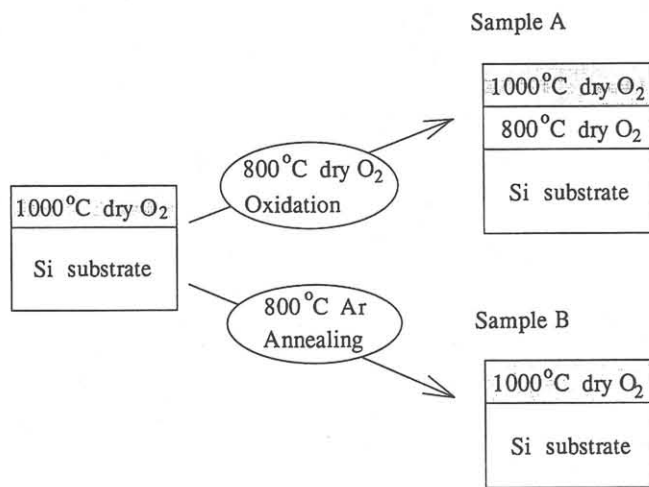 Sample A
1000°C dry O₂
800°C dry O₂
Si substrate
800°C dry O₂
Oxidation
1000°C dry O₂
Si substrate
800°C Ar
Annealing
Sample B
1000°C dry O₂
Si substrate